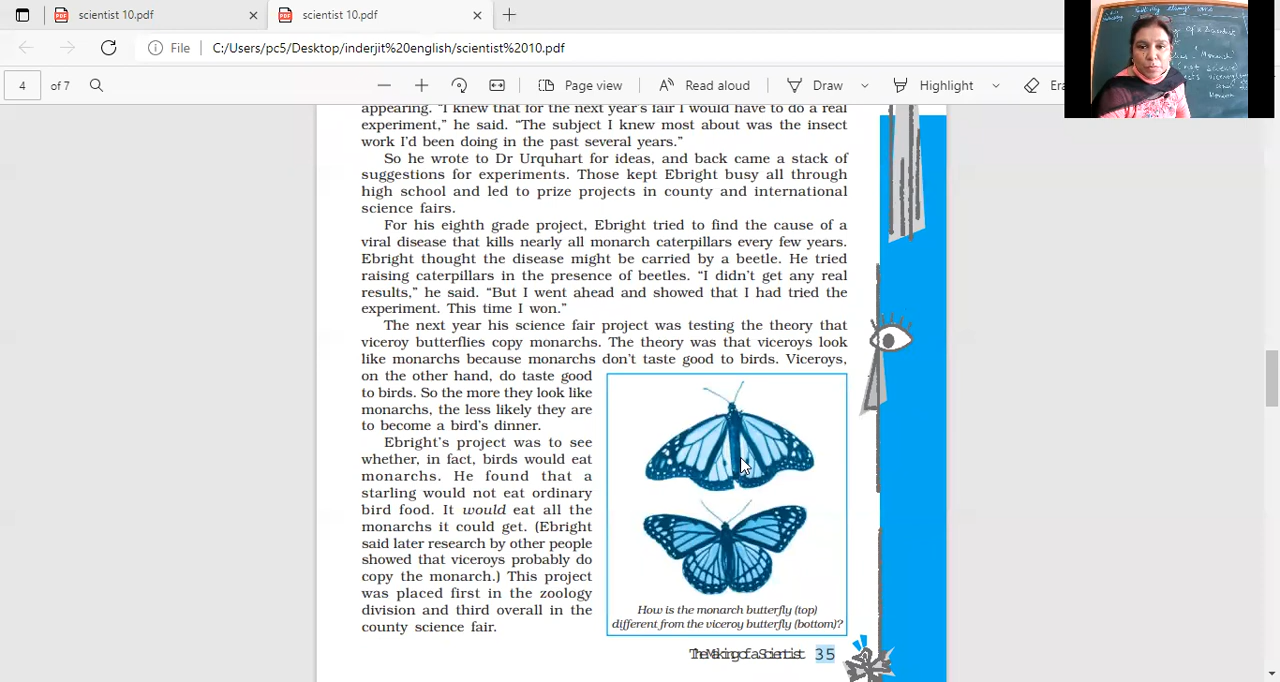 scientist 10.pdf
scientist 10.pdf
File C:/Users/pc5/Desktop/inderjit%20english/scientist%2010.pdf
4 of 7
Page view
Read aloud
Draw
Highlight
Era
appearing. “I knew that for the next year’s fair I would have to do a real
experiment,” he said. “The subject I knew most about was the insect
work I’d been doing in the past several years.”
So he wrote to Dr Urquhart for ideas, and back came a stack of
suggestions for experiments. Those kept Ebright busy all through
high school and led to prize projects in county and international
science fairs.
For his eighth grade project, Ebright tried to find the cause of a
viral disease that kills nearly all monarch caterpillars every few years.
Ebright thought the disease might be carried by a beetle. He tried
raising caterpillars in the presence of beetles. “I didn’t get any real
results,” he said. “But I went ahead and showed that I had tried the
experiment. This time I won.”
The next year his science fair project was testing the theory that
viceroy butterflies copy monarchs. The theory was that viceroys look
like monarchs because monarchs don’t taste good to birds. Viceroys,
on the other hand, do taste good
to birds. So the more they look like
monarchs, the less likely they are
to become a bird’s dinner.
Ebright’s project was to see
whether, in fact, birds would eat
monarchs. He found that a
starling would not eat ordinary
bird food. It would eat all the
monarchs it could get. (Ebright
said later research by other people
showed that viceroys probably do
copy the monarch.) This project
was placed first in the zoology
division and third overall in the
county science fair.
How is the monarch butterfly (top)
different from the viceroy butterfly (bottom)?
The Making of a Scientist 35